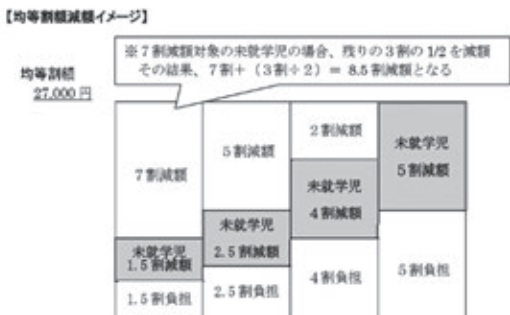 【均等割額減額イメージ】
※7割減額対象の未就学児の場合、残りの3割の1/2を減額
その結果、7割+(3割÷2)= 8.5割減額となる
均等割額
27,000円
7割減額
未就学児
1.5割減額
1.5割負担
5割減額
未就学児
2.5割減額
2.5割負担
2割減額
未就学児
4割減額
4割負担
未就学児
5割減額
5割負担